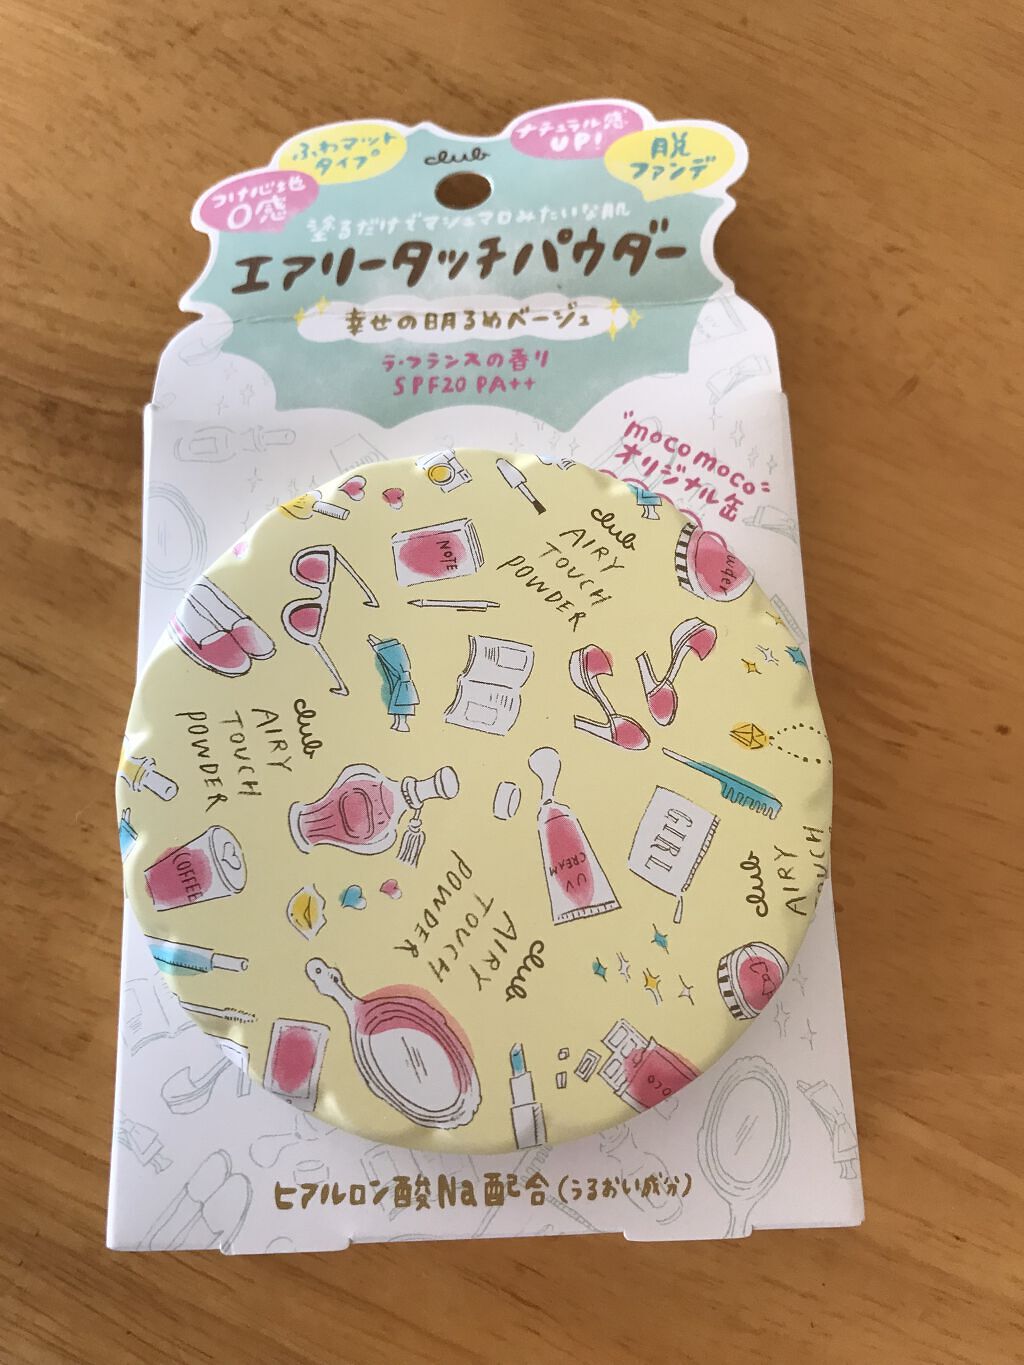 club
ふわマット
タイプ
つけ心地
0感
ナチュラル感
UP!
脱
ファンデ
塗るだけでマシュマロみたいな肌
エアリータッチパウダー
幸せの明るめベージュ
ラ・フランスの香り
SPF20 PA++
"mocomoco"
オリジナル缶
NOTE
club
AIRY
TOUCH
POWDER
club
AIRY
TOUCH
POWDER
COFFEE
UV
CREAM
GIRL
club
AIRY
TOUCH
club
AIRY
TOUCH
POWDER
ヒアルロン酸Na配合(うるおい成分)